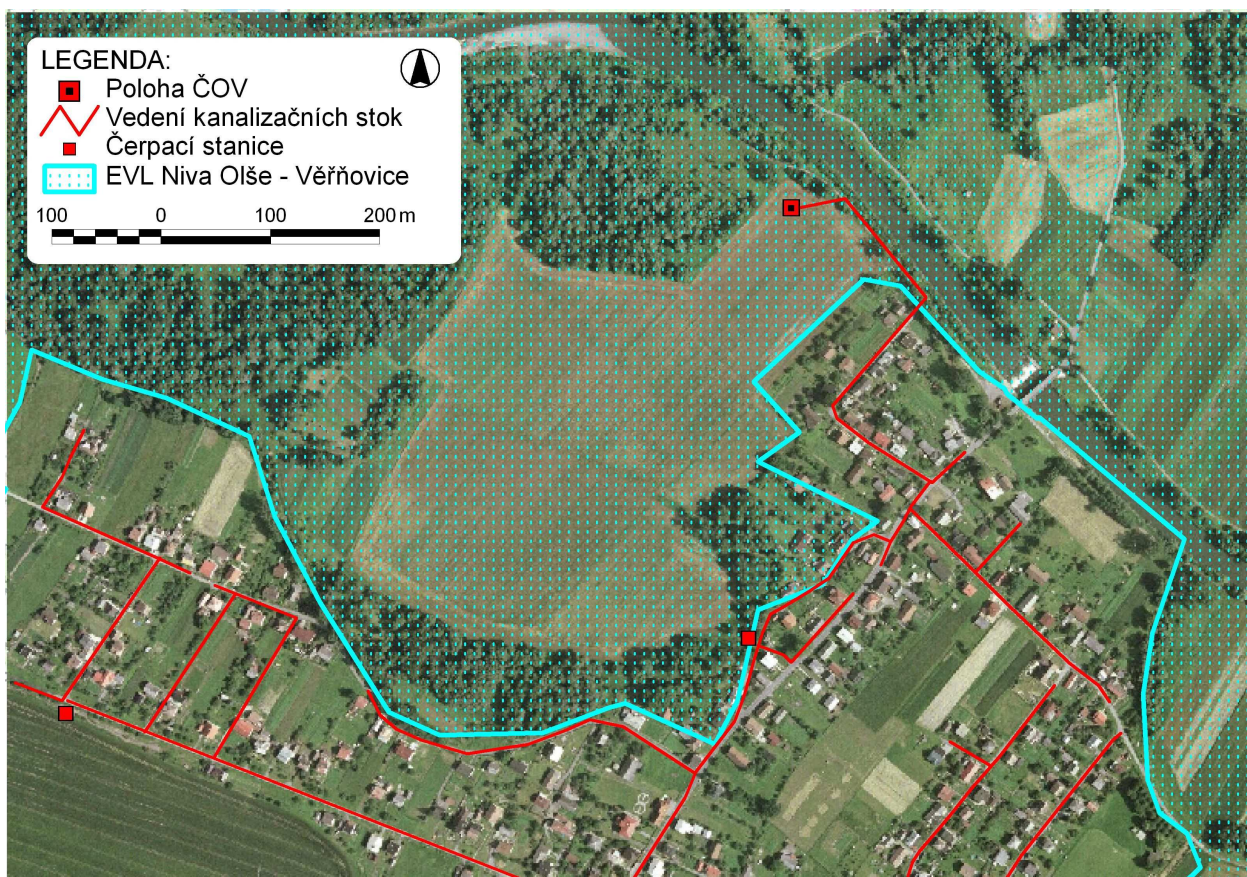 LEGENDA:
Poloha ČOV
Vedení kanalizačních stok
Čerpací stanice
EVL Niva Olše - Věřňovice
100 0 100 200 m